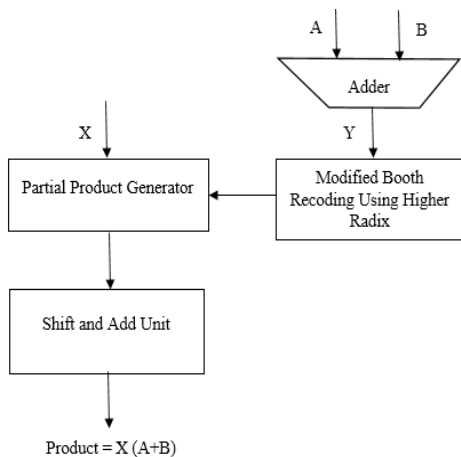 A
B
Adder
X
Y
Partial Product Generator
Modified Booth
Recoding Using Higher
Radix
Shift and Add Unit
Product = X (A+B)